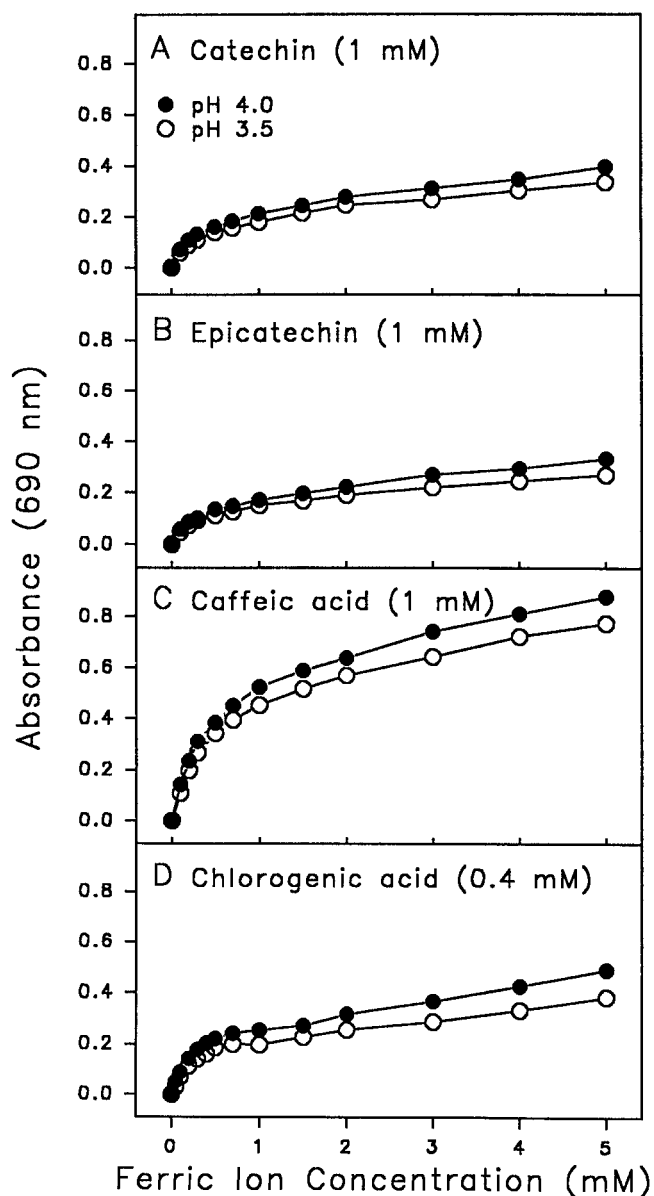 A Catechin (1 mM)
pH 4.0
pH 3.5
0.8
0.6
0.4
0.2
0.0
B Epicatechin (1 mM)
0.8
0.6
0.4
0.2
0.0
C Caffeic acid (1 mM)
0.8
0.6
0.4
0.2
0.0
D Chlorogenic acid (0.4 mM)
0.8
0.6
0.4
0.2
0.0
0 1 2 3 4 5
Absorbance (690 nm)
Ferric Ion Concentration (mM)